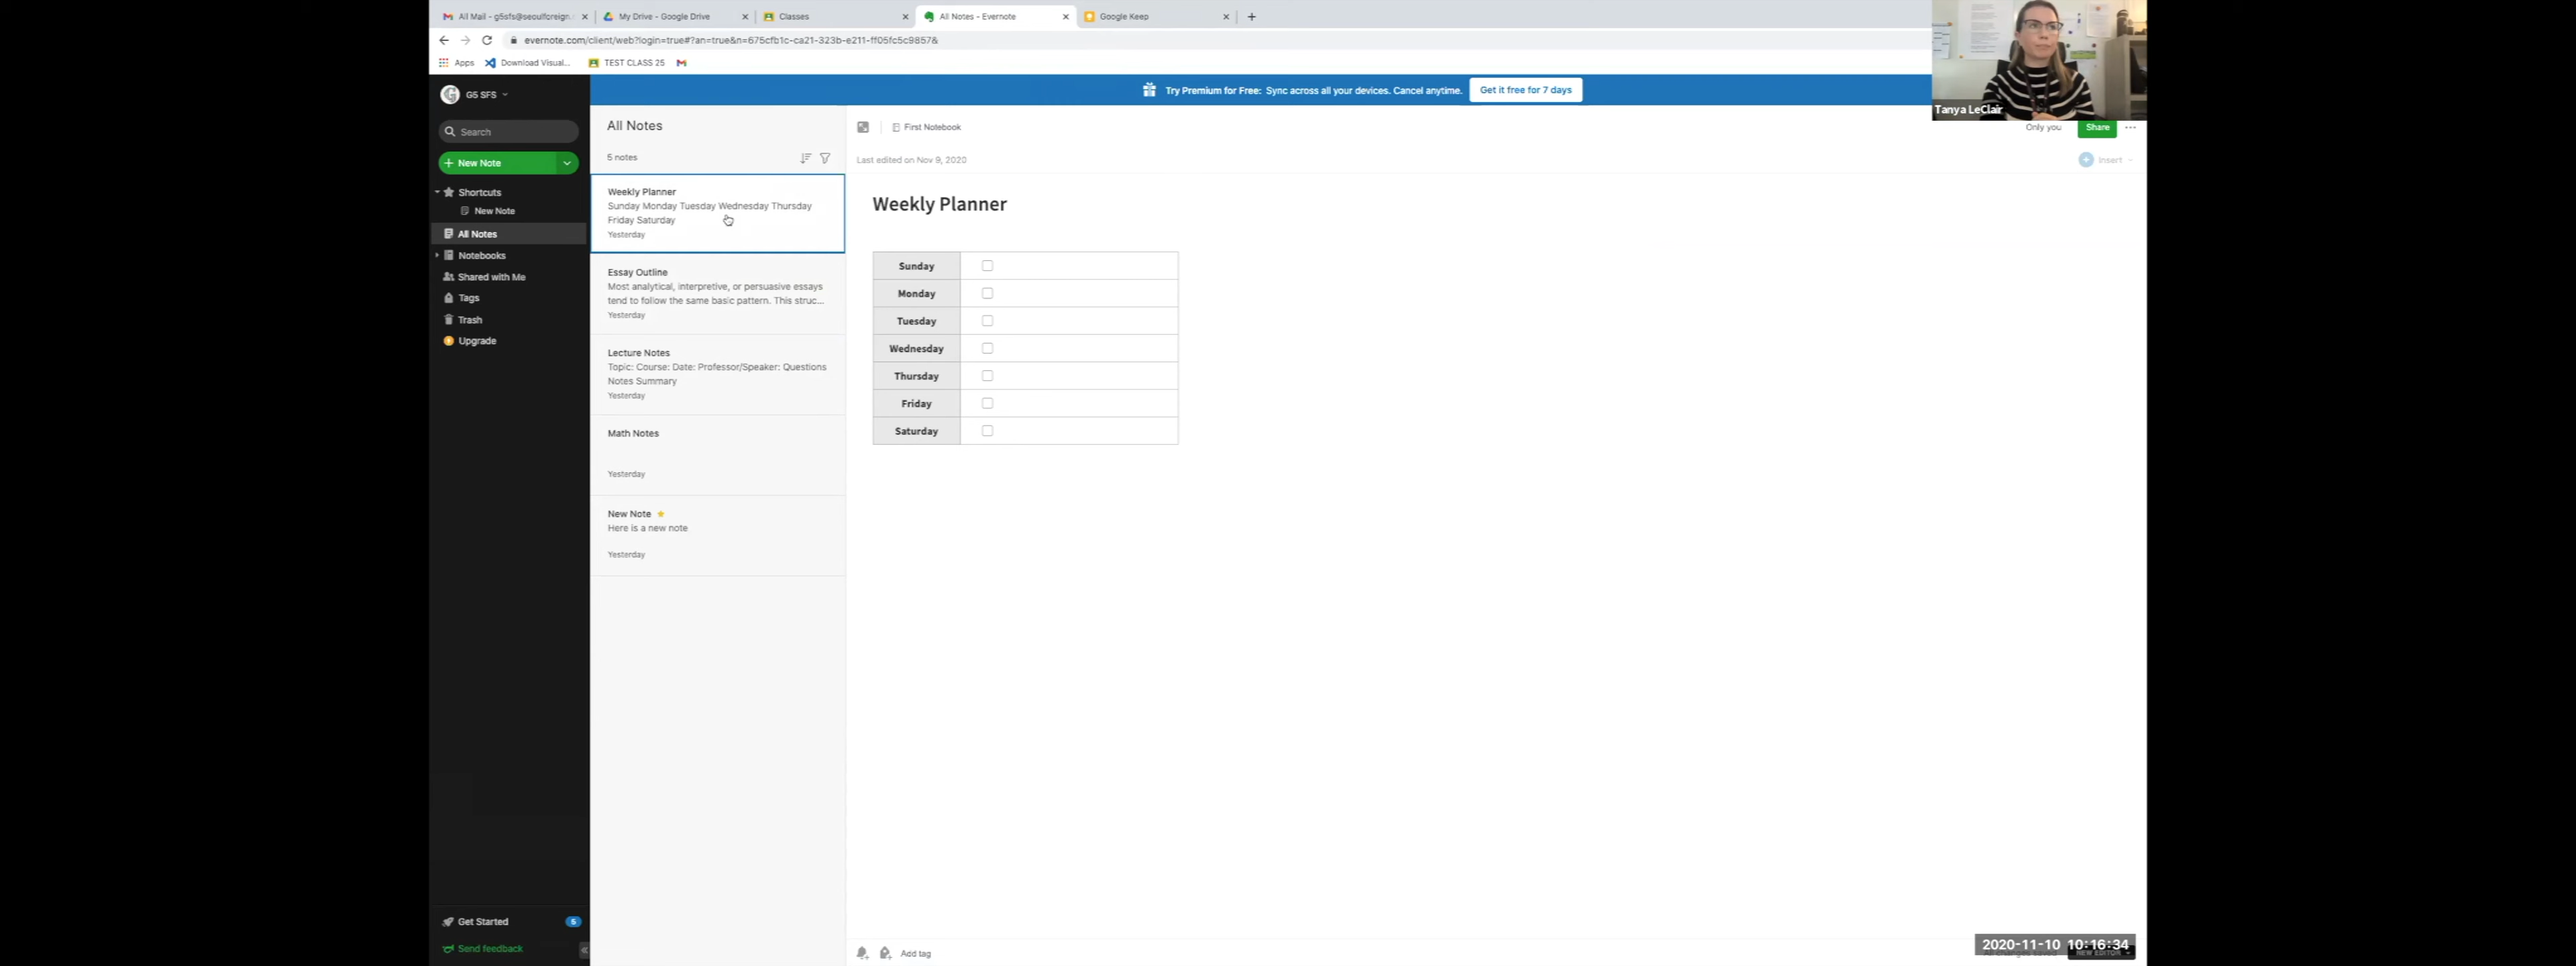 All Mail - g5sfs@seoulforeign.
My Drive - Google Drive
Classes
All Notes - Evernote
Google Keep
evernote.com/client/web?login=true#?an=true&n=675cfb1c-ca21-323b-e211-ff05fc5c9857&
Apps
Download Visual...
TEST CLASS 25
Tanya LeClair
G5 SFS
Try Premium for Free: Sync across all your devices. Cancel anytime.
Get it free for 7 days
Search
New Note
Shortcuts
New Note
All Notes
Notebooks
Shared with Me
Tags
Trash
Upgrade
Get Started
5
Send feedback
All Notes
5 notes
Weekly Planner
Sunday Monday Tuesday Wednesday Thursday
Friday Saturday
Yesterday
Essay Outline
Most analytical, interpretive, or persuasive essays
tend to follow the same basic pattern. This struc...
Yesterday
Lecture Notes
Topic: Course: Date: Professor/Speaker: Questions
Notes Summary
Yesterday
Math Notes
Yesterday
New Note
Here is a new note
Yesterday
First Notebook
Only you
Share
Last edited on Nov 9, 2020
Insert
Weekly Planner
Sunday
Monday
Tuesday
Wednesday
Thursday
Friday
Saturday
Add tag
2020-11-10 10:16:34
NEW EDITOR